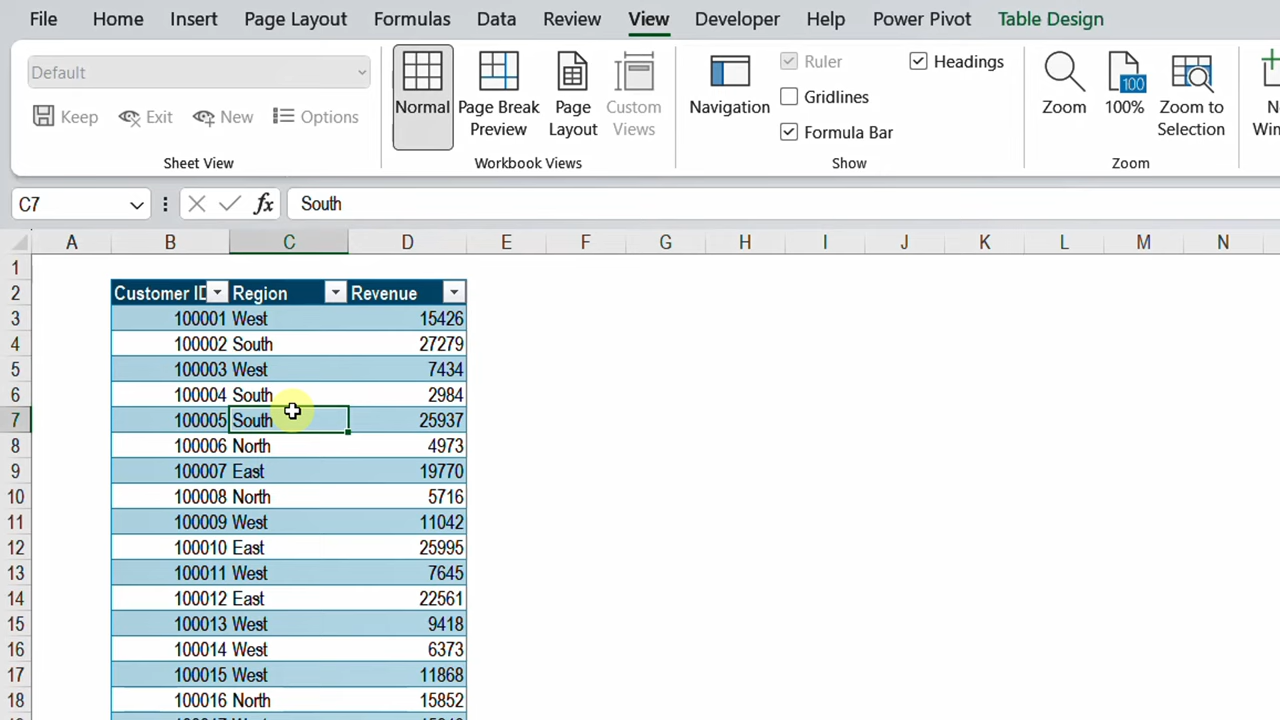 File Home Insert Page Layout Formulas Data Review View Developer Help Power Pivot Table Design
Default
Keep Exit New Options
Sheet View
Normal
Page Break Preview
Page Layout
Custom Views
Workbook Views
Navigation
Ruler
Gridlines
Formula Bar
Headings
Show
Zoom
100
100%
Zoom to Selection
Zoom
C7 fx South
A B C D E F G H I J K L M N
1
2 Customer ID Region Revenue
3 100001 West 15426
4 100002 South 27279
5 100003 West 7434
6 100004 South 2984
7 100005 South 25937
8 100006 North 4973
9 100007 East 19770
10 100008 North 5716
11 100009 West 11042
12 100010 East 25995
13 100011 West 7645
14 100012 East 22561
15 100013 West 9418
16 100014 West 6373
17 100015 West 11868
18 100016 North 15852